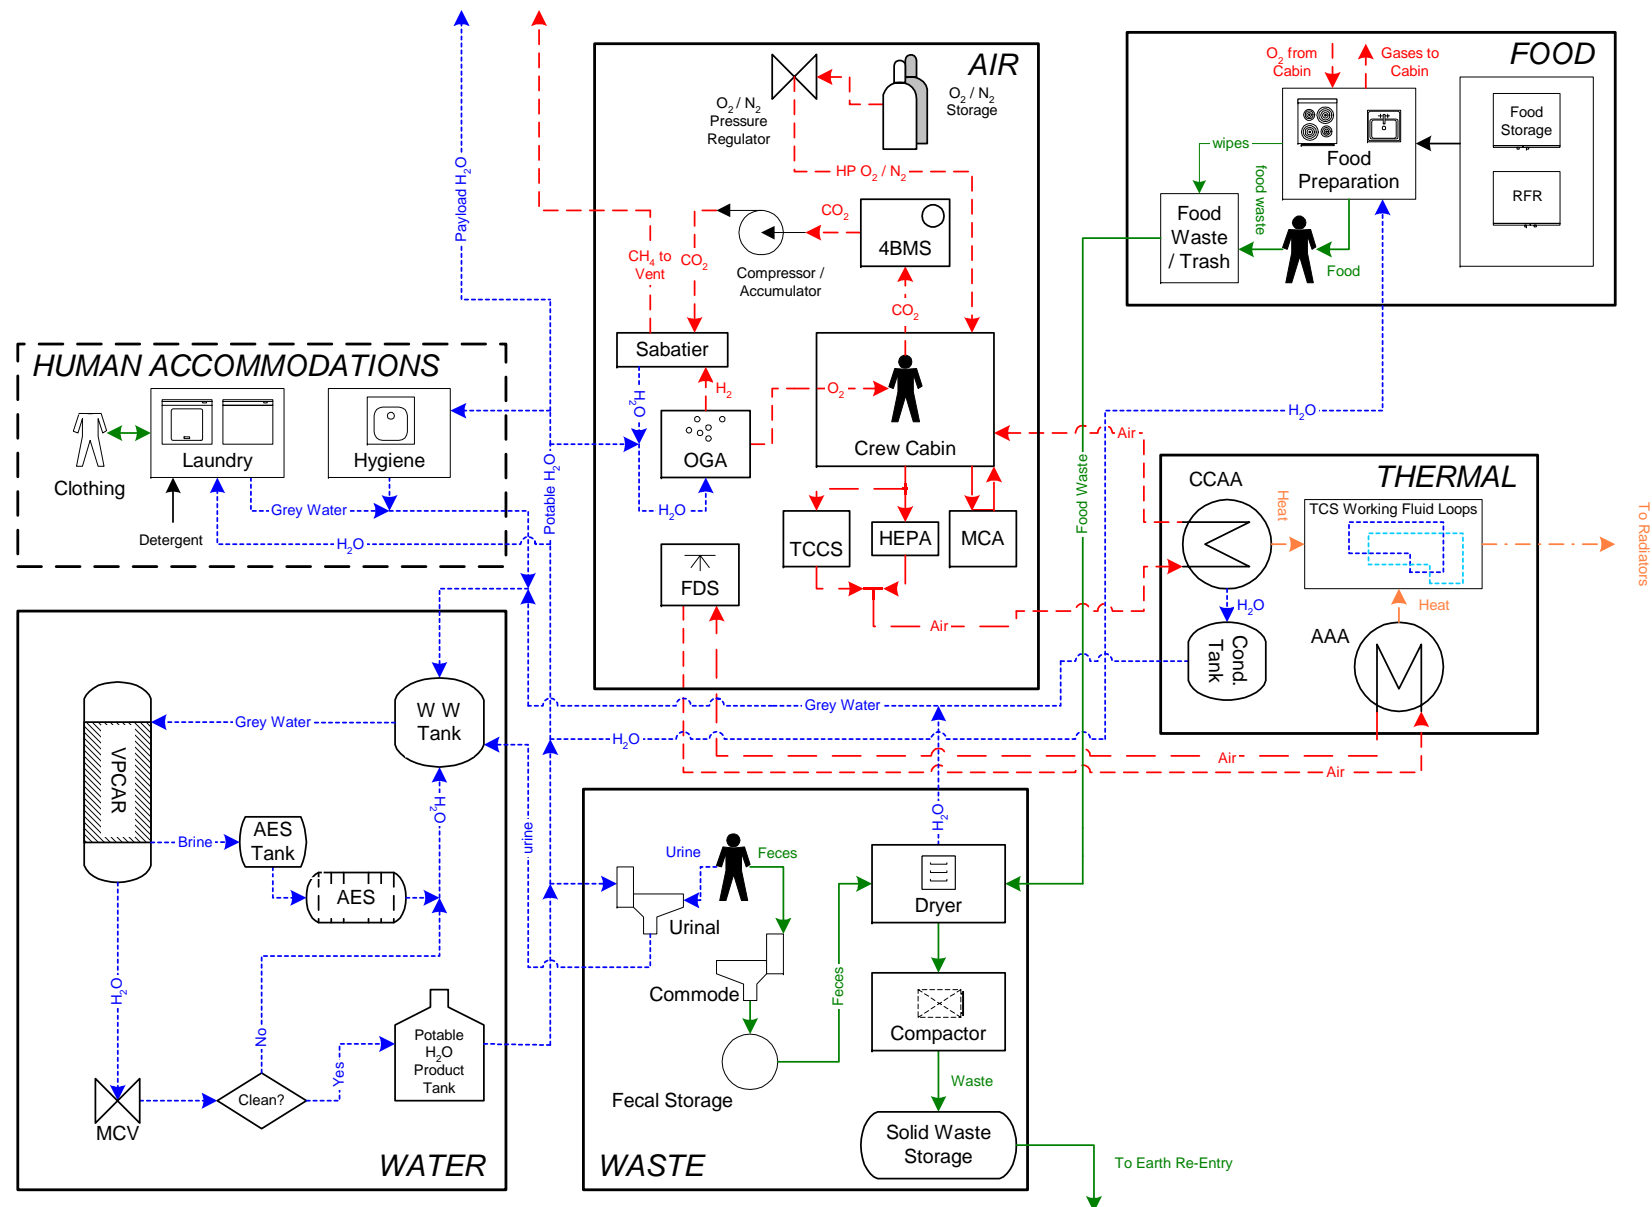 Payload H2O
AIR
O2 / N2
Pressure
Regulator
O2 / N2
Storage
HP O2 / N2
CO2
4BMS
Compressor /
Accumulator
CH4 to
Vent
CO2
CO2
Sabatier
H2O
H2
O2
OGA
H2O
Crew Cabin
TCCS
HEPA
MCA
FDS
Air
FOOD
O2 from
Cabin
Gases to
Cabin
Food
Storage
RFR
Food
Preparation
wipes
food waste
Food
Waste
/ Trash
Food
H2O
Food Waste
HUMAN ACCOMMODATIONS
Clothing
Laundry
Hygiene
Detergent
Grey Water
H2O
Potable H2O
THERMAL
Air
CCAA
Heat
TCS Working Fluid Loops
To Radiators
H2O
Cond.
Tank
AAA
Heat
Grey Water
H2O
Air
Air
W W
Tank
Grey Water
VPCAR
Brine
AES
Tank
AES
H2O
urine
H2O
No
Yes
MCV
Clean?
Potable
H2O
Product
Tank
WATER
H2O
Urine
Feces
Urinal
Commode
Feces
Fecal Storage
Dryer
Compactor
Waste
Solid Waste
Storage
WASTE
To Earth Re-Entry